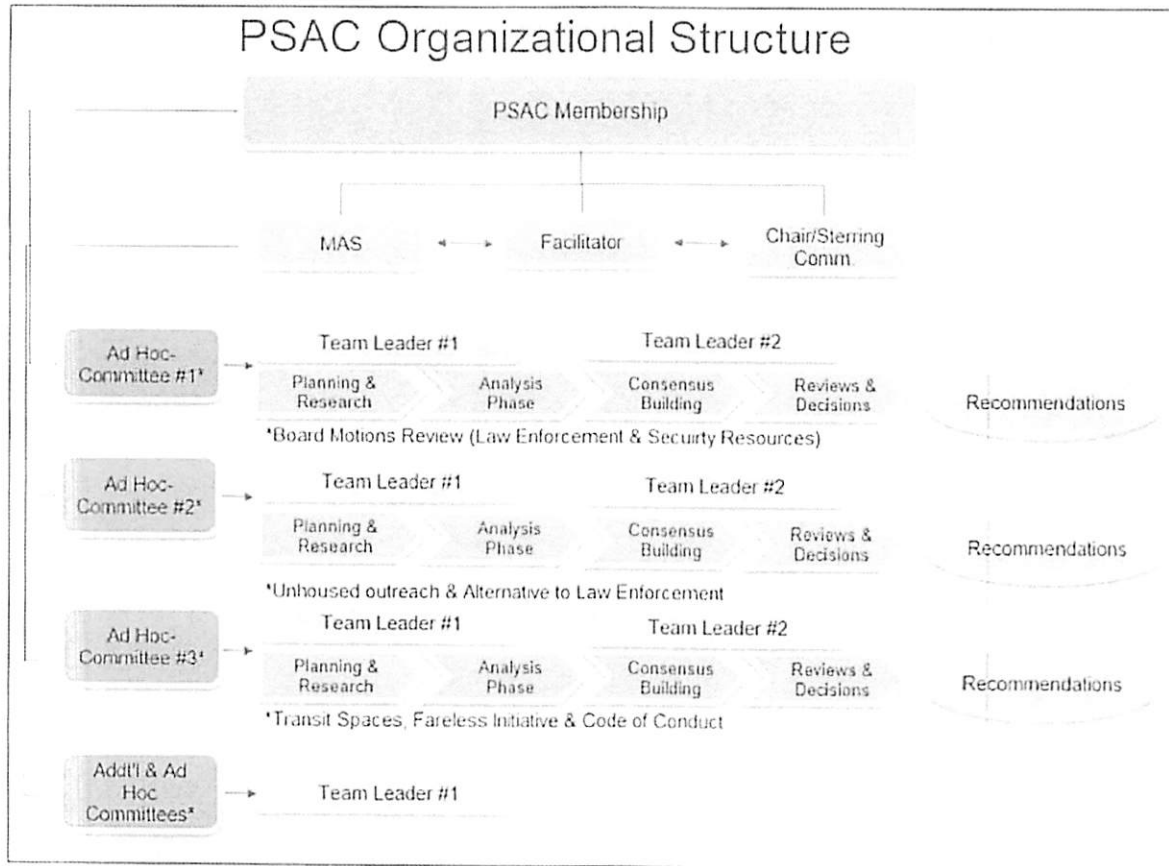 PSAC Organizational Structure
PSAC Membership
MAS
Facilitator
Chair/Sterring
Comm.
Ad Hoc-
Committee #1*
Team Leader #1
Team Leader #2
Planning &
Research
Analysis
Phase
Consensus
Building
Reviews &
Decisions
Recommendations
*Board Motions Review (Law Enforcement & Secuirty Resources)
Ad Hoc-
Committee #2*
Team Leader #1
Team Leader #2
Planning &
Research
Analysis
Phase
Consensus
Building
Reviews &
Decisions
Recommendations
*Unhoused outreach & Alternative to Law Enforcement
Ad Hoc-
Committee #3*
Team Leader #1
Team Leader #2
Planning &
Research
Analysis
Phase
Consensus
Building
Reviews &
Decisions
Recommendations
*Transit Spaces, Fareless Initiative & Code of Conduct
Addt'l & Ad
Hoc
Committees*
Team Leader #1